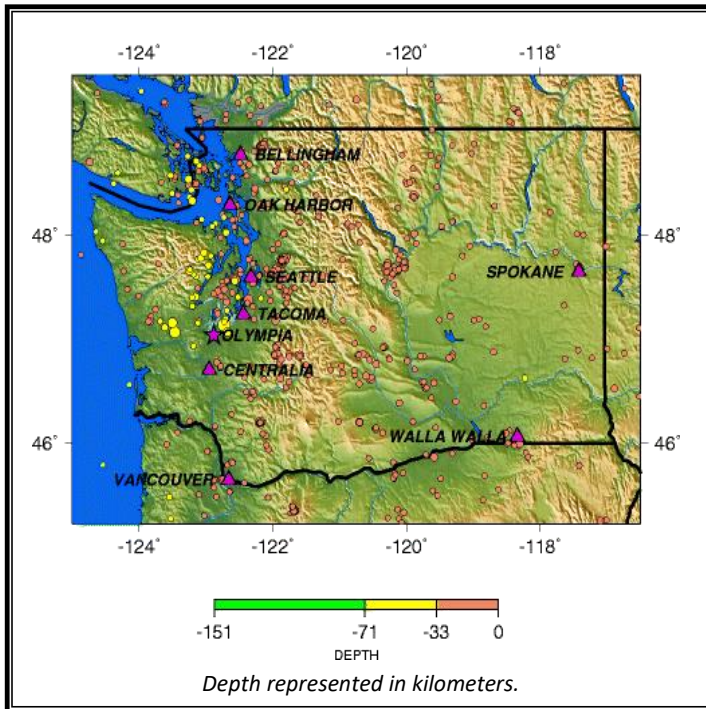 -124° -122° -120° -118°
BELLINGHAM
OAK HARBOR
48° 48°
SPOKANE
SEATTLE
TACOMA
OLYMPIA
CENTRALIA
WALLA WALLA
46° 46°
VANCOUVER
-124° -122° -120° -118°
-151 -71 -33 0
DEPTH
Depth represented in kilometers.